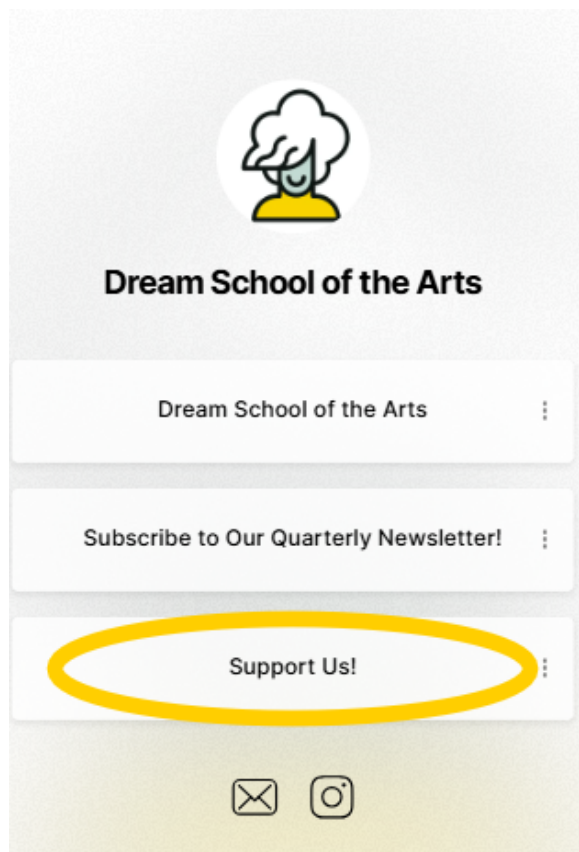 Dream School of the Arts
Dream School of the Arts
Subscribe to Our Quarterly Newsletter!
Support Us!